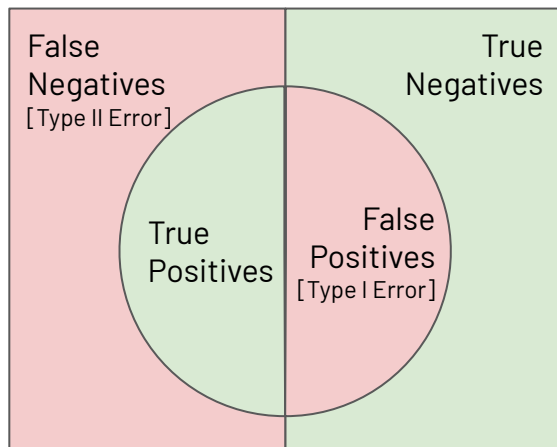 False
Negatives
[Type II Error]
True
Negatives
True
Positives
False
Positives
[Type I Error]